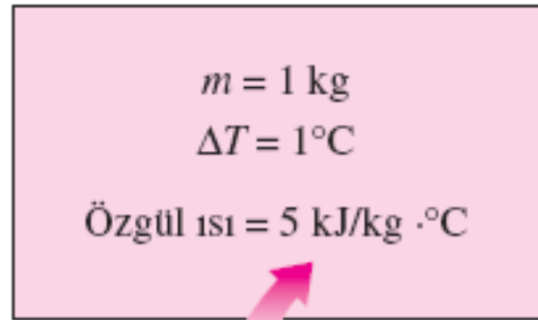 m = 1 kg
ΔT = 1°C
Özgül ısı = 5 kJ/kg ·°C